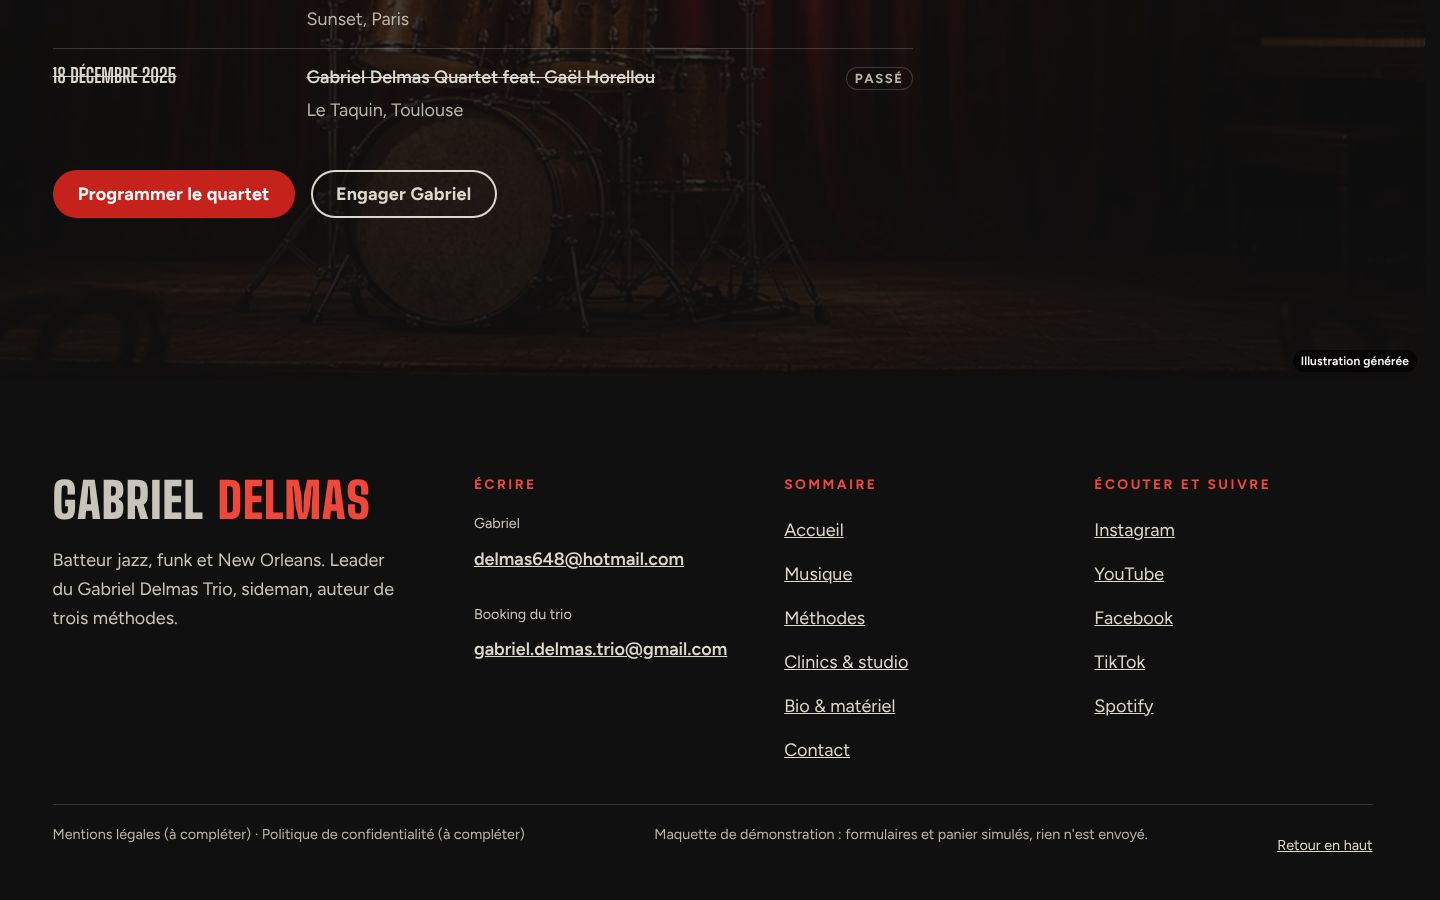 Sunset, Paris
18 DÉCEMBRE 2025
Gabriel Delmas Quartet feat. Gaël Horellou
PASSÉ
Le Taquin, Toulouse
Programmer le quartet
Engager Gabriel
Illustration générée
GABRIEL DELMAS
Batteur jazz, funk et New Orleans. Leader
du Gabriel Delmas Trio, sideman, auteur de
trois méthodes.
ÉCRIRE
Gabriel
delmas648@hotmail.com
Booking du trio
gabriel.delmas.trio@gmail.com
SOMMAIRE
Accueil
Musique
Méthodes
Clinics & studio
Bio & matériel
Contact
ÉCOUTER ET SUIVRE
Instagram
YouTube
Facebook
TikTok
Spotify
Mentions légales (à compléter) · Politique de confidentialité (à compléter)
Maquette de démonstration : formulaires et panier simulés, rien n'est envoyé.
Retour en haut